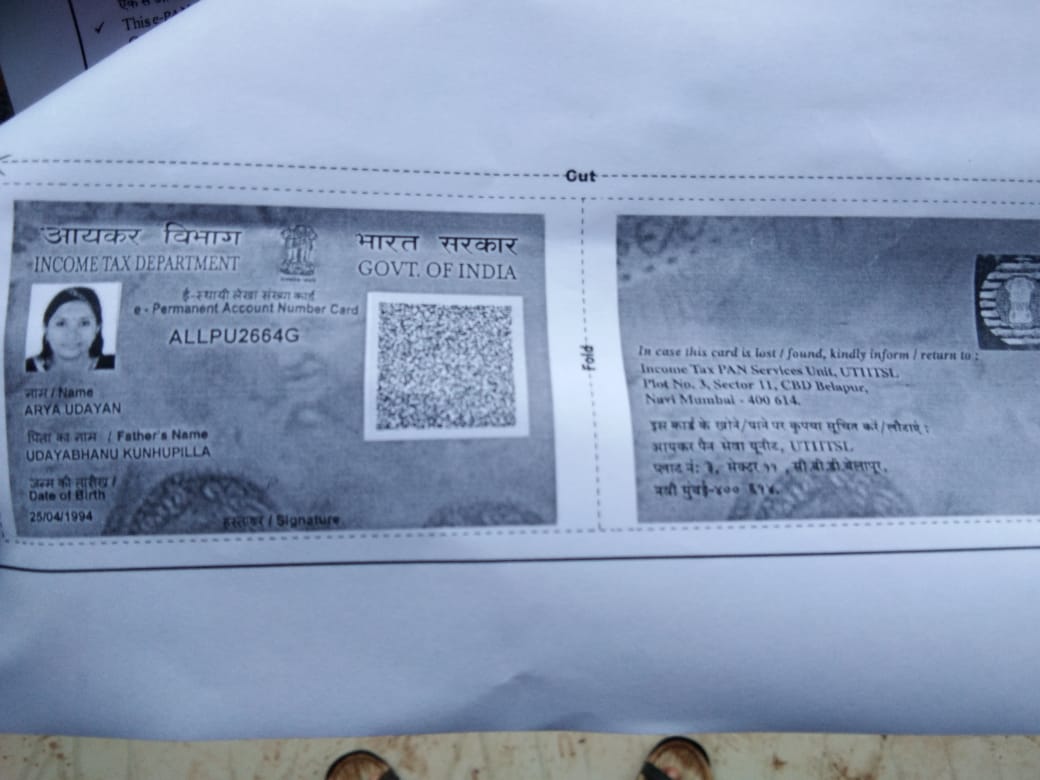 एक स
✓ This e-PAN
Cut
आयकर विभाग
INCOME TAX DEPARTMENT
भारत सरकार
GOVT. OF INDIA
ई-स्थायी लेखा संख्या कार्ड
e - Permanent Account Number Card
ALLPU2664G
नाम / Name
ARYA UDAYAN
पिता का नाम / Father's Name
UDAYABHANU KUNHUPILLA
जन्म की तारीख /
Date of Birth
25/04/1994
हस्ताक्षर / Signature
Fold
In case this card is lost / found, kindly inform / return to :
Income Tax PAN Services Unit, UTIITSL
Plot No. 3, Sector 11, CBD Belapur,
Navi Mumbai - 400 614.
इस कार्ड के खोने/पाने पर कृपया सूचित करें/लौटाएं :
आयकर पैन सेवा यूनीट, UTIITSL
प्लाट नं: ३, सेक्टर ११ , सी.बी.डी.बेलापूर,
नवी मुंबई-४०० ६१४.